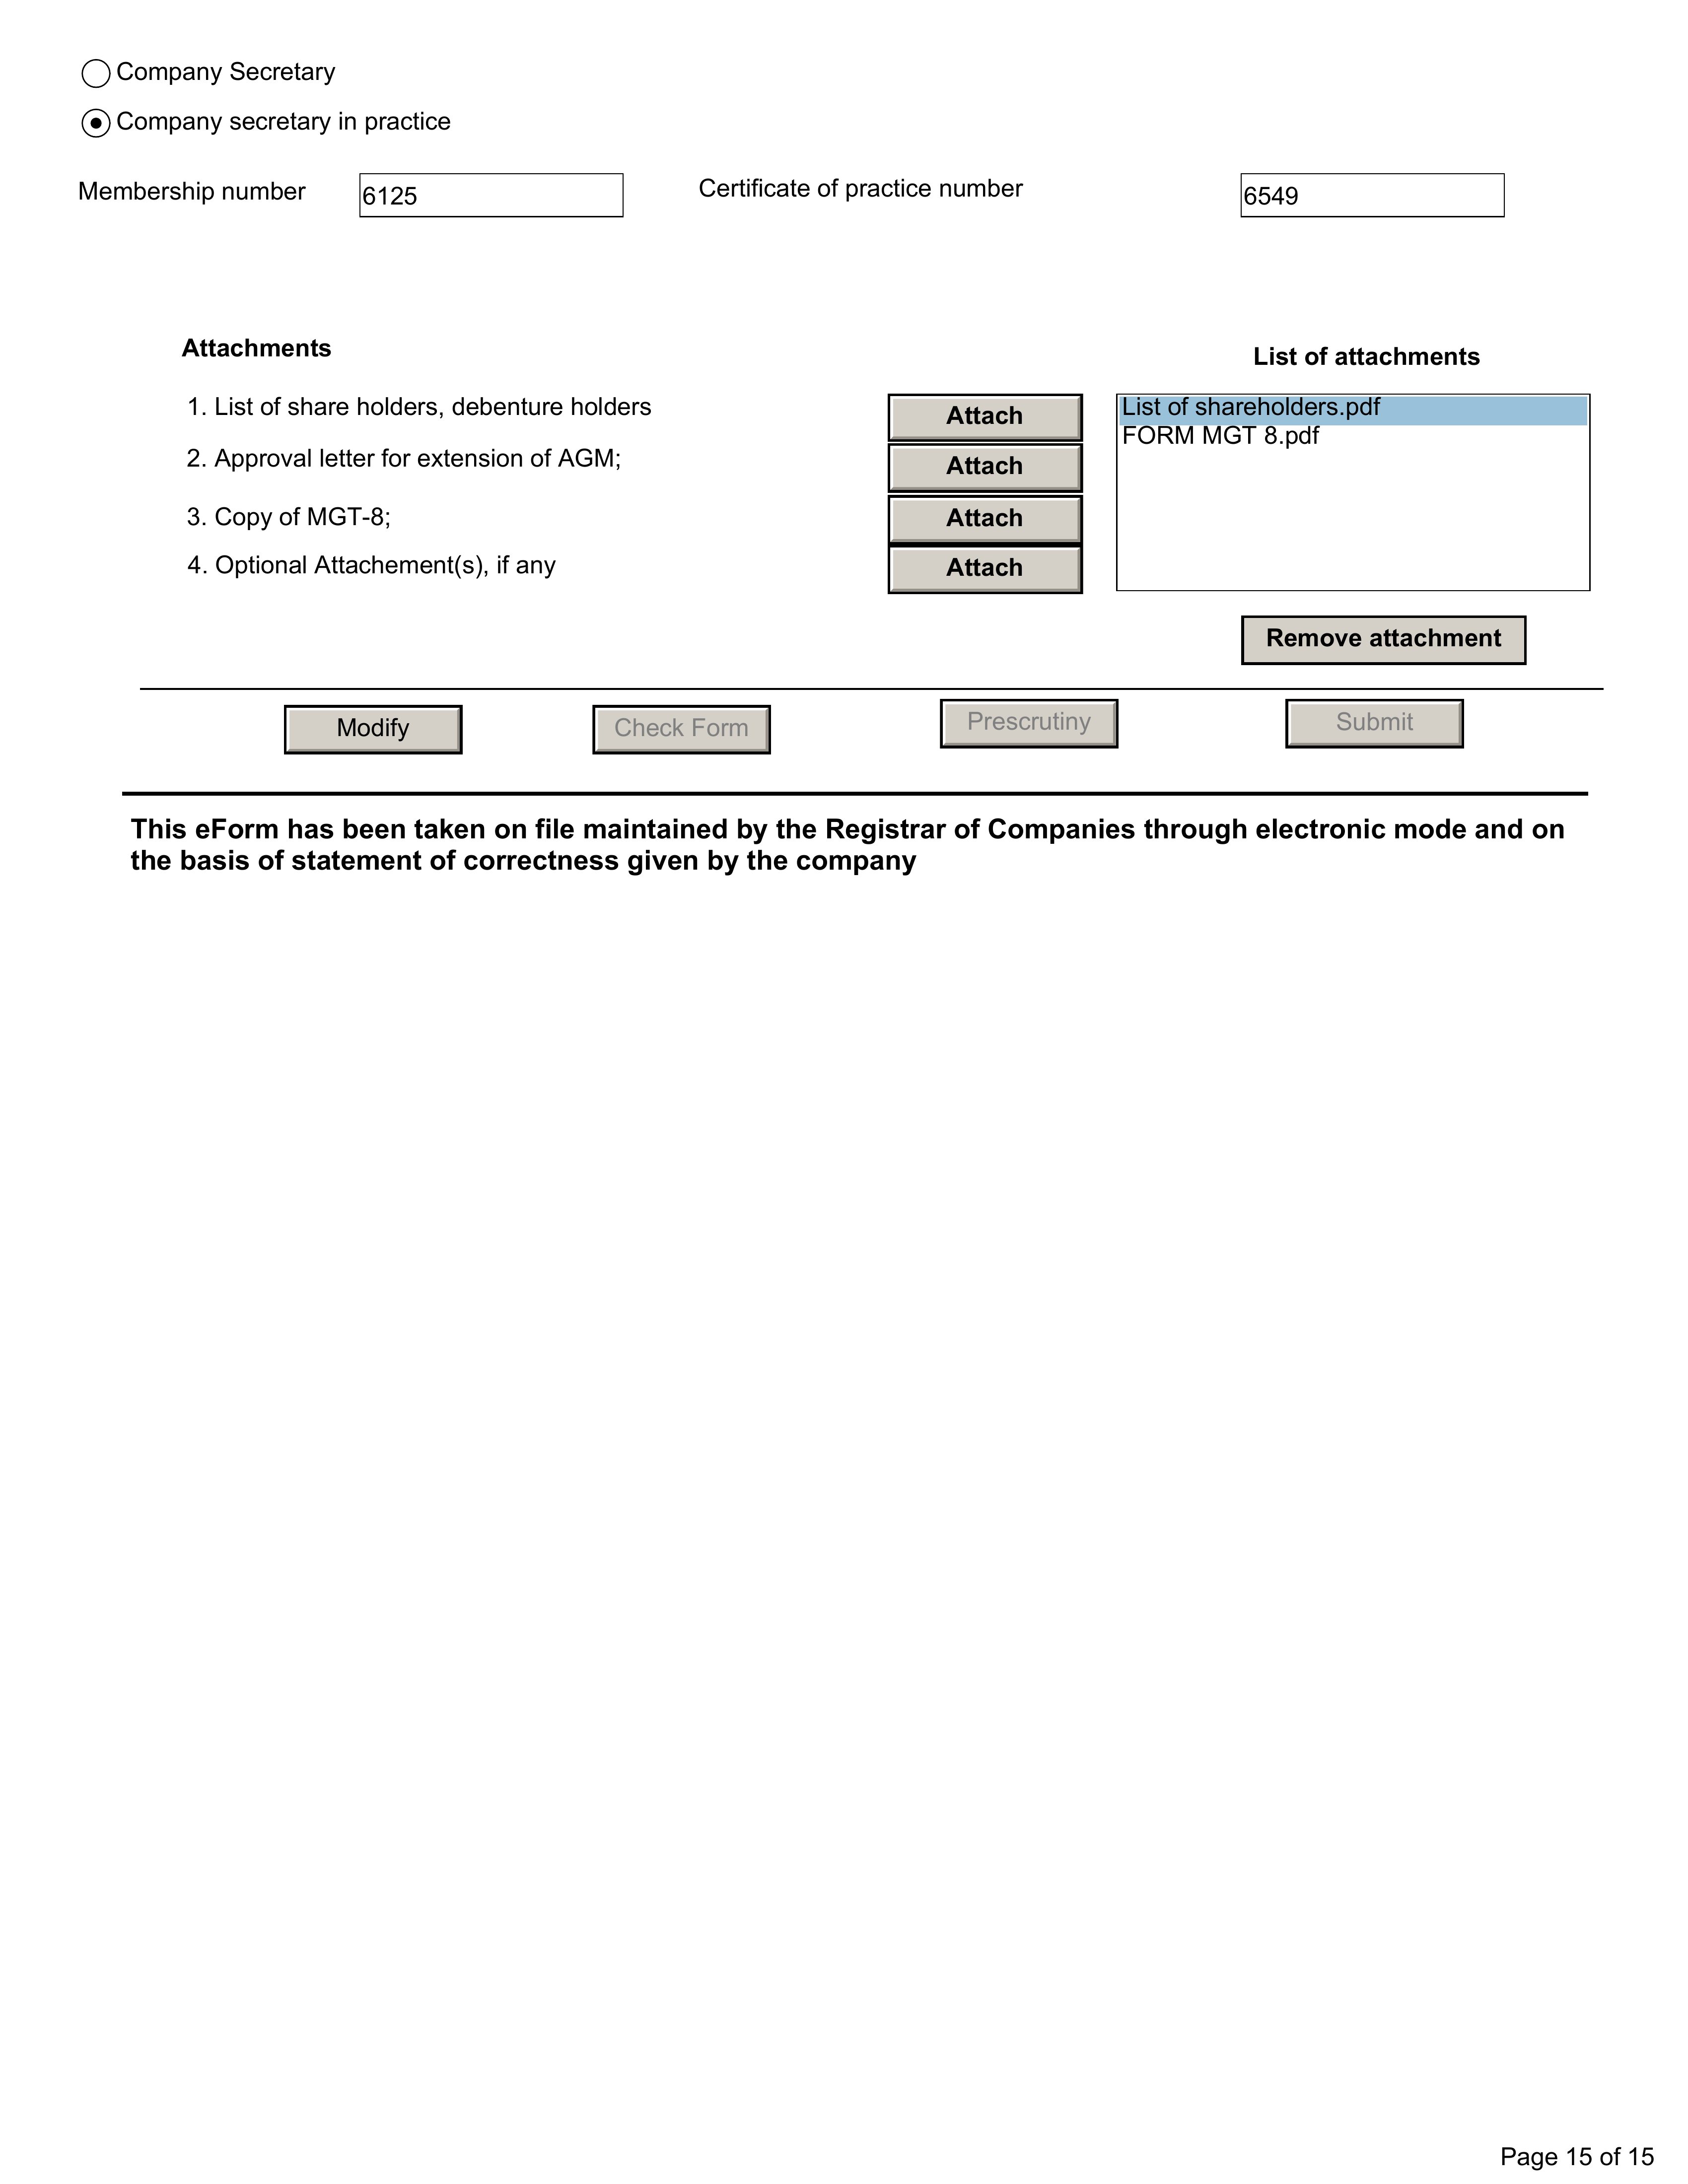 Company Secretary
Company secretary in practice
Membership number 6125 Certificate of practice number 6549
Attachments List of attachments
1. List of share holders, debenture holders Attach List of shareholders.pdf
FORM MGT 8.pdf
2. Approval letter for extension of AGM; Attach
3. Copy of MGT-8; Attach
4. Optional Attachement(s), if any Attach
Remove attachment
Modify Check Form Prescrutiny Submit
This eForm has been taken on file maintained by the Registrar of Companies through electronic mode and on
the basis of statement of correctness given by the company
Page 15 of 15